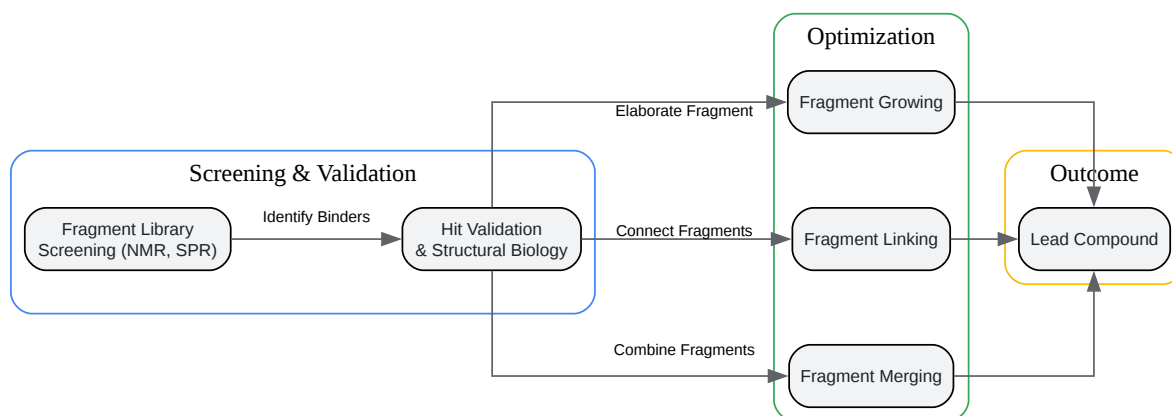 Optimization
Fragment Growing
Elaborate Fragment
Screening & Validation
Outcome
Identify Binders
Fragment Library
Screening (NMR, SPR)
Hit Validation
& Structural Biology
Connect Fragments
Fragment Linking
Lead Compound
Combine Fragments
Fragment Merging